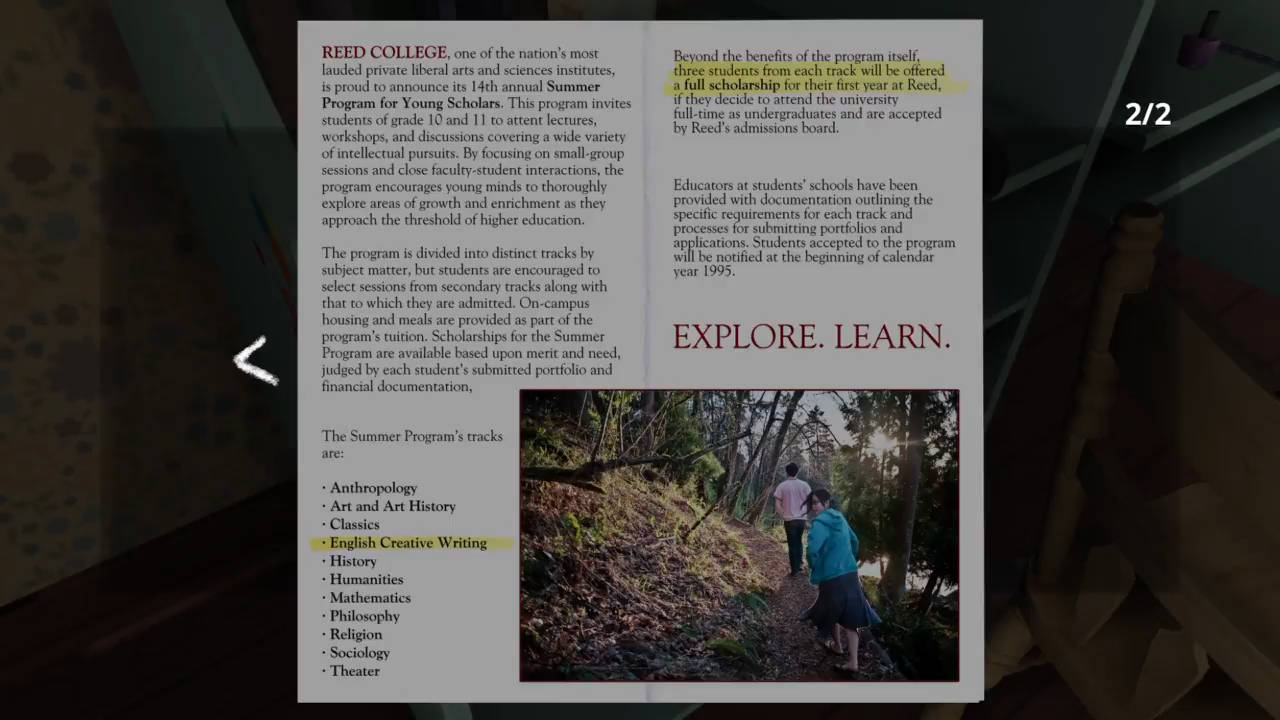 REED COLLEGE, one of the nation's most
lauded private liberal arts and sciences institutes,
is proud to announce its 14th annual Summer
Program for Young Scholars. This program invites
students of grade 10 and 11 to attent lectures,
workshops, and discussions covering a wide variety
of intellectual pursuits. By focusing on small-group
sessions and close faculty-student interactions, the
program encourages young minds to thoroughly
explore areas of growth and enrichment as they
approach the threshold of higher education.
The program is divided into distinct tracks by
subject matter, but students are encouraged to
select sessions from secondary tracks along with
that to which they are admitted. On-campus
housing and meals are provided as part of the
program's tuition. Scholarships for the Summer
Program are available based upon merit and need,
judged by each student's submitted portfolio and
financial documentation,
The Summer Program's tracks
are:
· Anthropology
· Art and Art History
· Classics
· English Creative Writing
· History
· Humanities
· Mathematics
· Philosophy
· Religion
· Sociology
· Theater
Beyond the benefits of the program itself,
three students from each track will be offered
a full scholarship for their first year at Reed,
if they decide to attend the university
full-time as undergraduates and are accepted
by Reed's admissions board.
Educators at students' schools have been
provided with documentation outlining the
specific requirements for each track and
processes for submitting portfolios and
applications. Students accepted to the program
will be notified at the beginning of calendar
year 1995.
EXPLORE. LEARN.
2/2